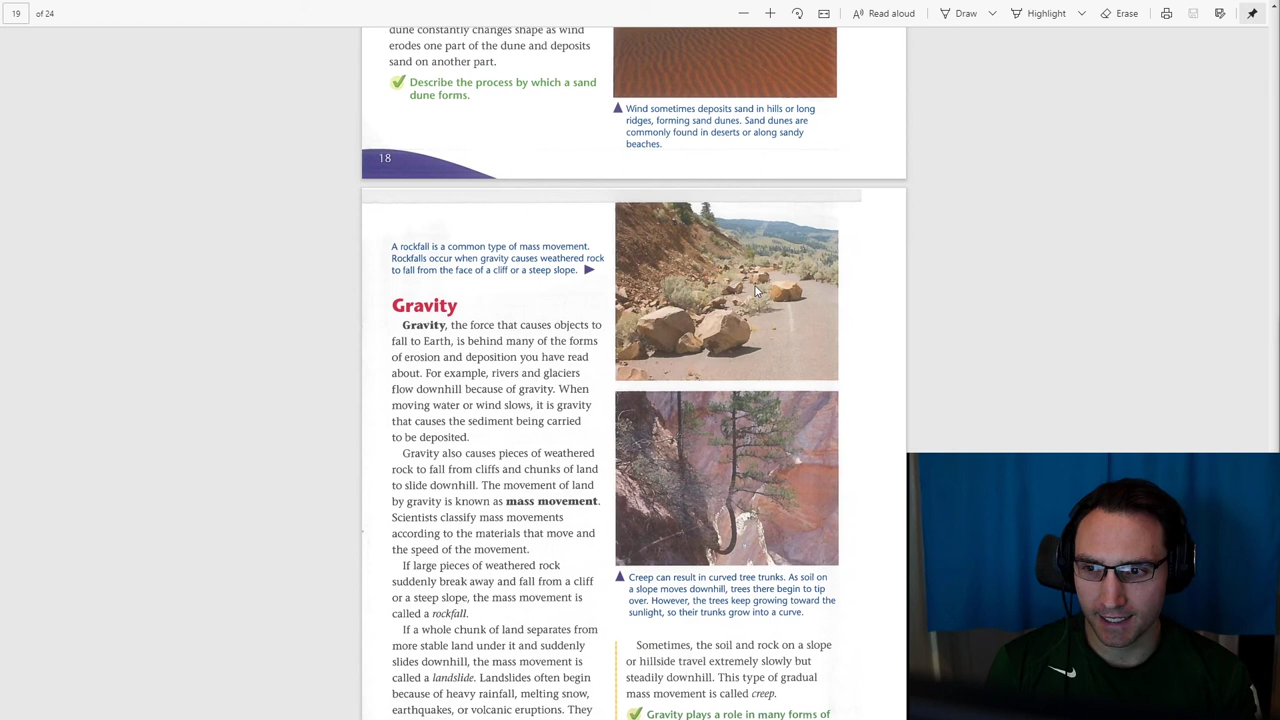 19
of 24
Read aloud
Draw
Highlight
Erase
dune constantly changes shape as wind
erodes one part of the dune and deposits
sand on another part.
Describe the process by which a sand
dune forms.
Wind sometimes deposits sand in hills or long
ridges, forming sand dunes. Sand dunes are
commonly found in deserts or along sandy
beaches.
18
A rockfall is a common type of mass movement.
Rockfalls occur when gravity causes weathered rock
to fall from the face of a cliff or a steep slope.
Gravity
Gravity, the force that causes objects to
fall to Earth, is behind many of the forms
of erosion and deposition you have read
about. For example, rivers and glaciers
flow downhill because of gravity. When
moving water or wind slows, it is gravity
that causes the sediment being carried
to be deposited.
Gravity also causes pieces of weathered
rock to fall from cliffs and chunks of land
to slide downhill. The movement of land
by gravity is known as mass movement.
Scientists classify mass movements
according to the materials that move and
the speed of the movement.
If large pieces of weathered rock
suddenly break away and fall from a cliff
or a steep slope, the mass movement is
called a rockfall.
If a whole chunk of land separates from
more stable land under it and suddenly
slides downhill, the mass movement is
called a landslide. Landslides often begin
because of heavy rainfall, melting snow,
earthquakes, or volcanic eruptions. They
Creep can result in curved tree trunks. As soil on
a slope moves downhill, trees there begin to tip
over. However, the trees keep growing toward the
sunlight, so their trunks grow into a curve.
Sometimes, the soil and rock on a slope
or hillside travel extremely slowly but
steadily downhill. This type of gradual
mass movement is called creep.
Gravity plays a role in many forms of